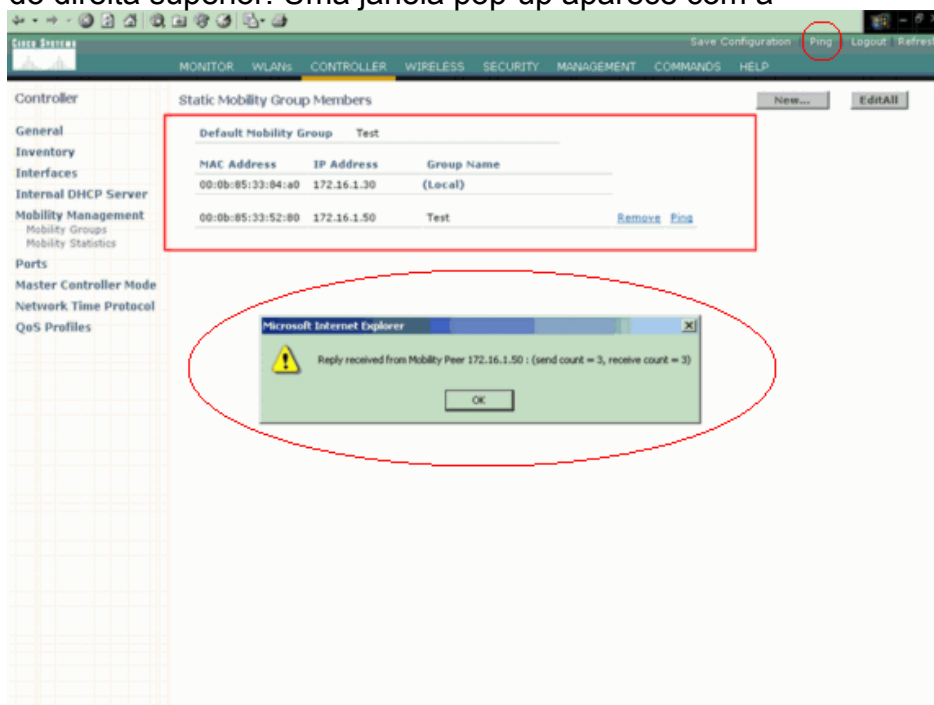 de direita superior. Uma janela pop-up aparece com a
CISCO SYSTEMS
Save Configuration | Ping | Logout | Refresh
MONITOR WLANs CONTROLLER WIRELESS SECURITY MANAGEMENT COMMANDS HELP
Controller
Static Mobility Group Members
New...
EditAll
General
Inventory
Interfaces
Internal DHCP Server
Mobility Management
Mobility Groups
Mobility Statistics
Ports
Master Controller Mode
Network Time Protocol
QoS Profiles
Default Mobility Group Test
MAC Address IP Address Group Name
00:0b:85:33:84:a0 172.16.1.30 (Local)
00:0b:85:33:52:80 172.16.1.50 Test Remove Ping
Microsoft Internet Explorer
Reply received from Mobility Peer 172.16.1.50 : (send count = 3, receive count = 3)
OK